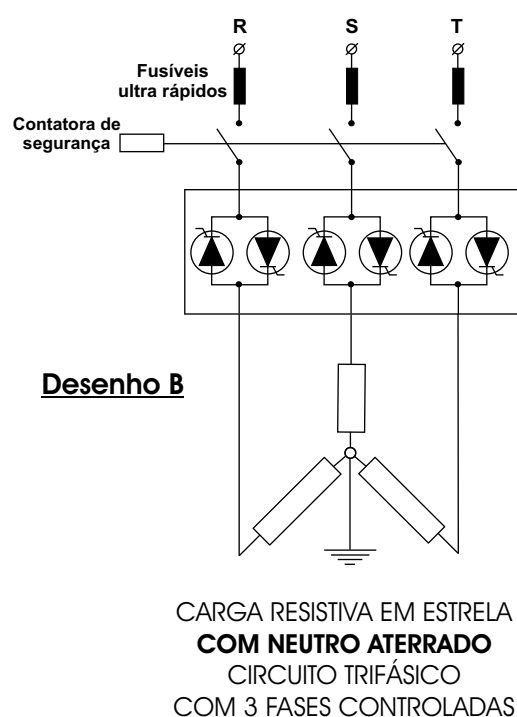 R S T
Fusíveis
ultra rápidos
Contatora de
segurança
Desenho B
CARGA RESISTIVA EM ESTRELA
COM NEUTRO ATERRADO
CIRCUITO TRIFÁSICO
COM 3 FASES CONTROLADAS